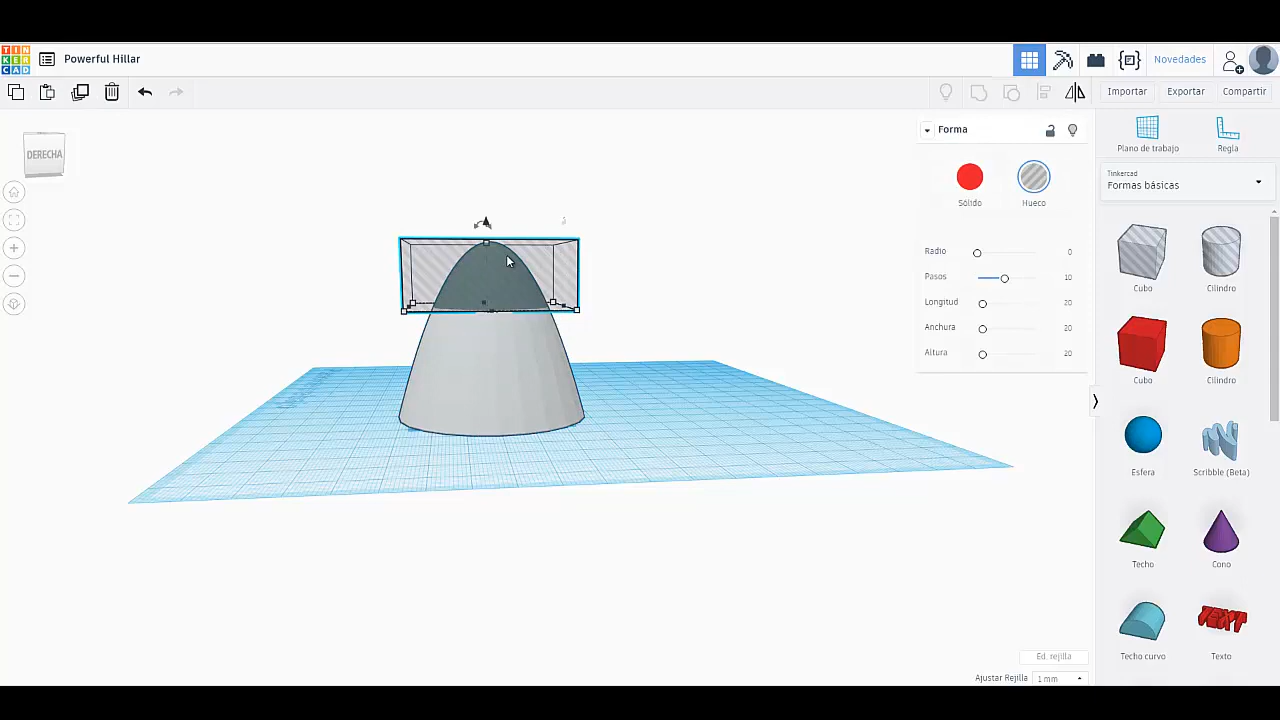 TIN
KER
CAD
Powerful Hillar
Novedades
Importar
Exportar
Compartir
DERECHA
Forma
Sólido
Hueco
Radio
0
Pasos
10
Longitud
20
Anchura
20
Altura
20
Plano de trabajo
Regla
Tinkercad
Formas básicas
Cubo
Cilindro
Cubo
Cilindro
Esfera
Scribble (Beta)
Techo
Cono
TEXT
Techo curvo
Texto
Ed. rejilla
Ajustar Rejilla
1 mm